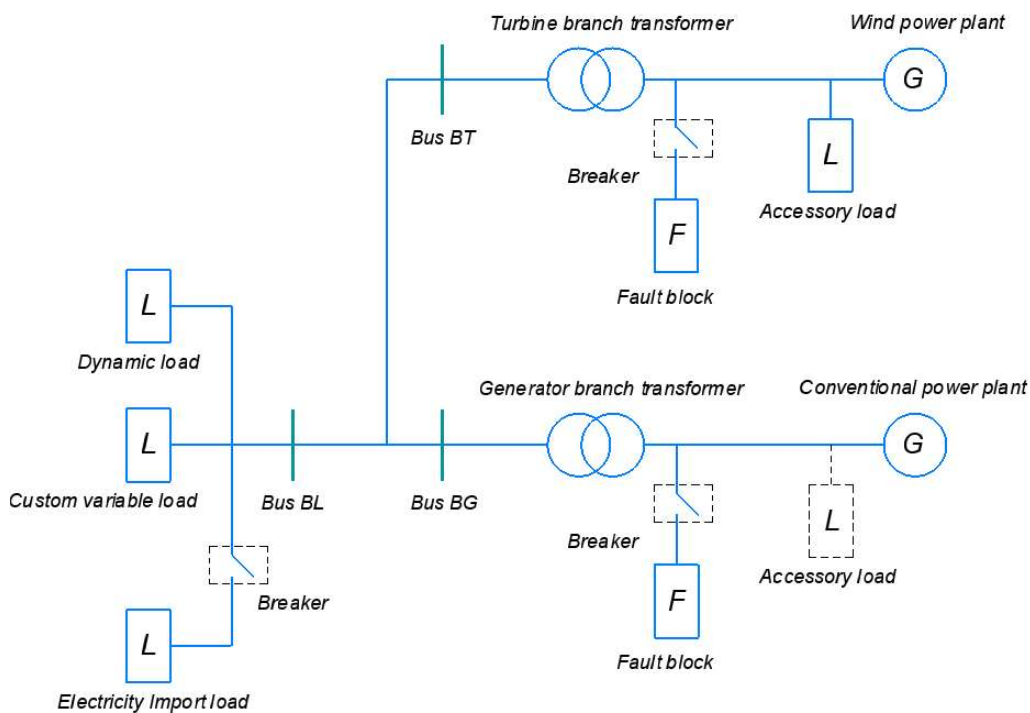 Turbine branch transformer
Wind power plant
G
Bus BT
Breaker
L
Accessory load
F
Fault block
L
Dynamic load
Generator branch transformer
Conventional power plant
L
G
Custom variable load
Bus BL
Bus BG
Breaker
L
Accessory load
Breaker
F
L
Fault block
Electricity Import load